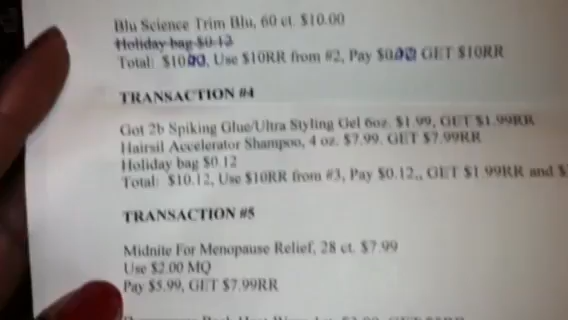 Blu Science Trim Blu, 60 ct. $10.00
Holiday bag $0.12
Total: $10.00, Use $10RR from #2, Pay $0.00 GET $10RR
TRANSACTION #4
Got 2b Spiking Glue/Ultra Styling Gel 6oz. $1.99, GET $1.99RR
Hairsil Accelerator Shampoo, 4 oz. $7.99, GET $7.99RR
Holiday bag $0.12
Total: $10.12, Use $10RR from #3, Pay $0.12,, GET $1.99RR and
TRANSACTION #5
Midnite For Menopause Relief, 28 ct. $7.99
Use $2.00 MQ
Pay $5.99, GET $7.99RR